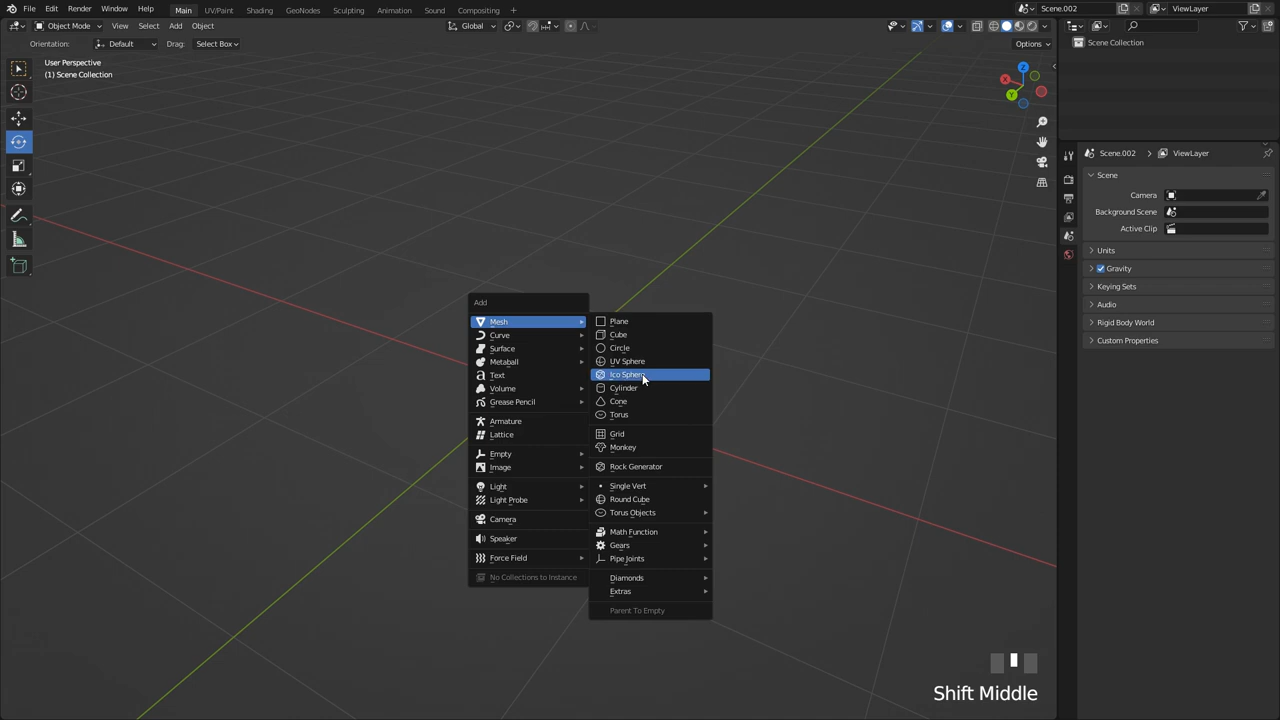 File Edit Render Window Help Main UV/Paint Shading GeoNodes Sculpting Animation Sound Compositing Scene.002 ViewLayer
Object Mode View Select Add Object Global
Orientation: Default Drag: Select Box Options
User Perspective
(1) Scene Collection
Z
X
Y
Scene Collection
Scene.002 ViewLayer
Scene
Camera
Background Scene
Active Clip
Units
Gravity
Keying Sets
Audio
Rigid Body World
Custom Properties
Add
Mesh
Curve
Surface
Metaball
Text
Volume
Grease Pencil
Armature
Lattice
Empty
Image
Light
Light Probe
Camera
Speaker
Force Field
No Collections to Instance
Plane
Cube
Circle
UV Sphere
Ico Sphere
Cylinder
Cone
Torus
Grid
Monkey
Rock Generator
Single Vert
Round Cube
Torus Objects
Math Function
Gears
Pipe Joints
Diamonds
Extras
Parent To Empty
Shift Middle